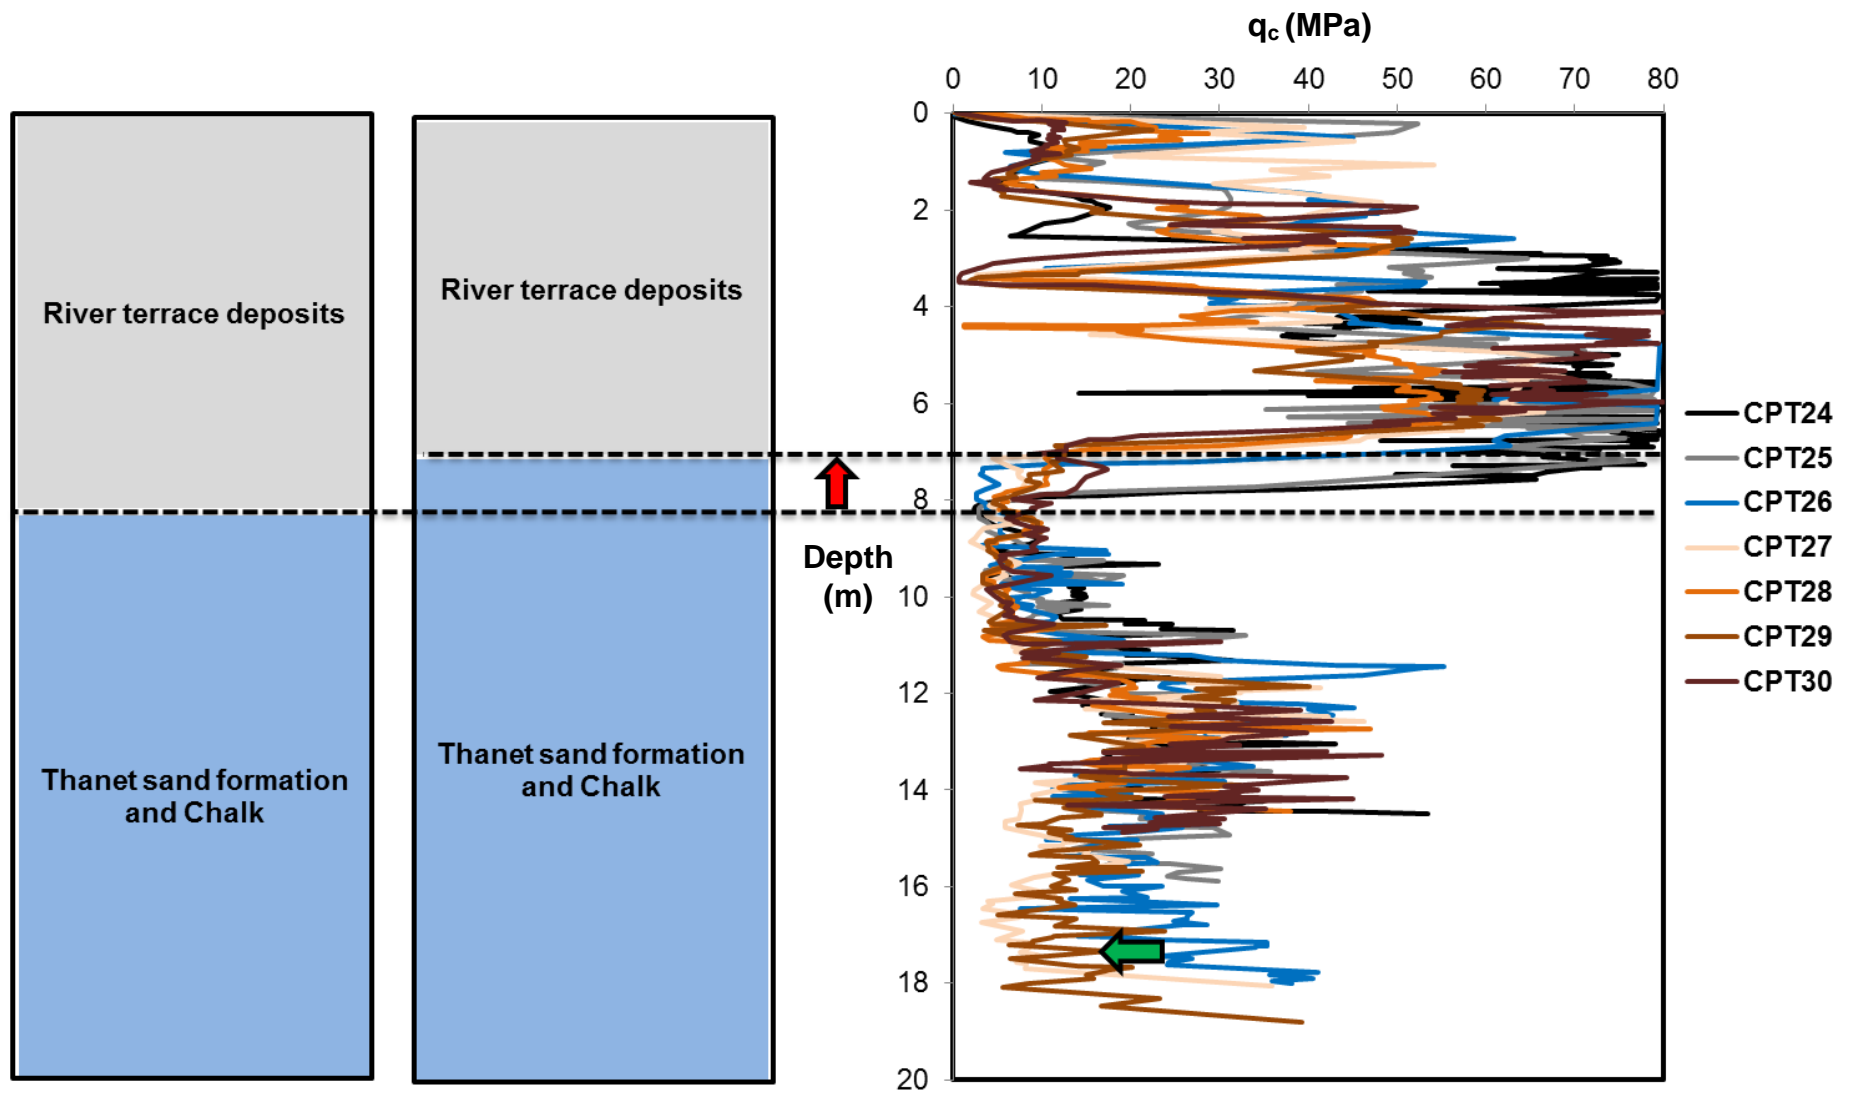 qc (MPa)
0 10 20 30 40 50 60 70 80
0
2
4
6
8
10
12
14
16
18
20
Depth
(m)
River terrace deposits
Thanet sand formation
and Chalk
River terrace deposits
Thanet sand formation
and Chalk
CPT24
CPT25
CPT26
CPT27
CPT28
CPT29
CPT30